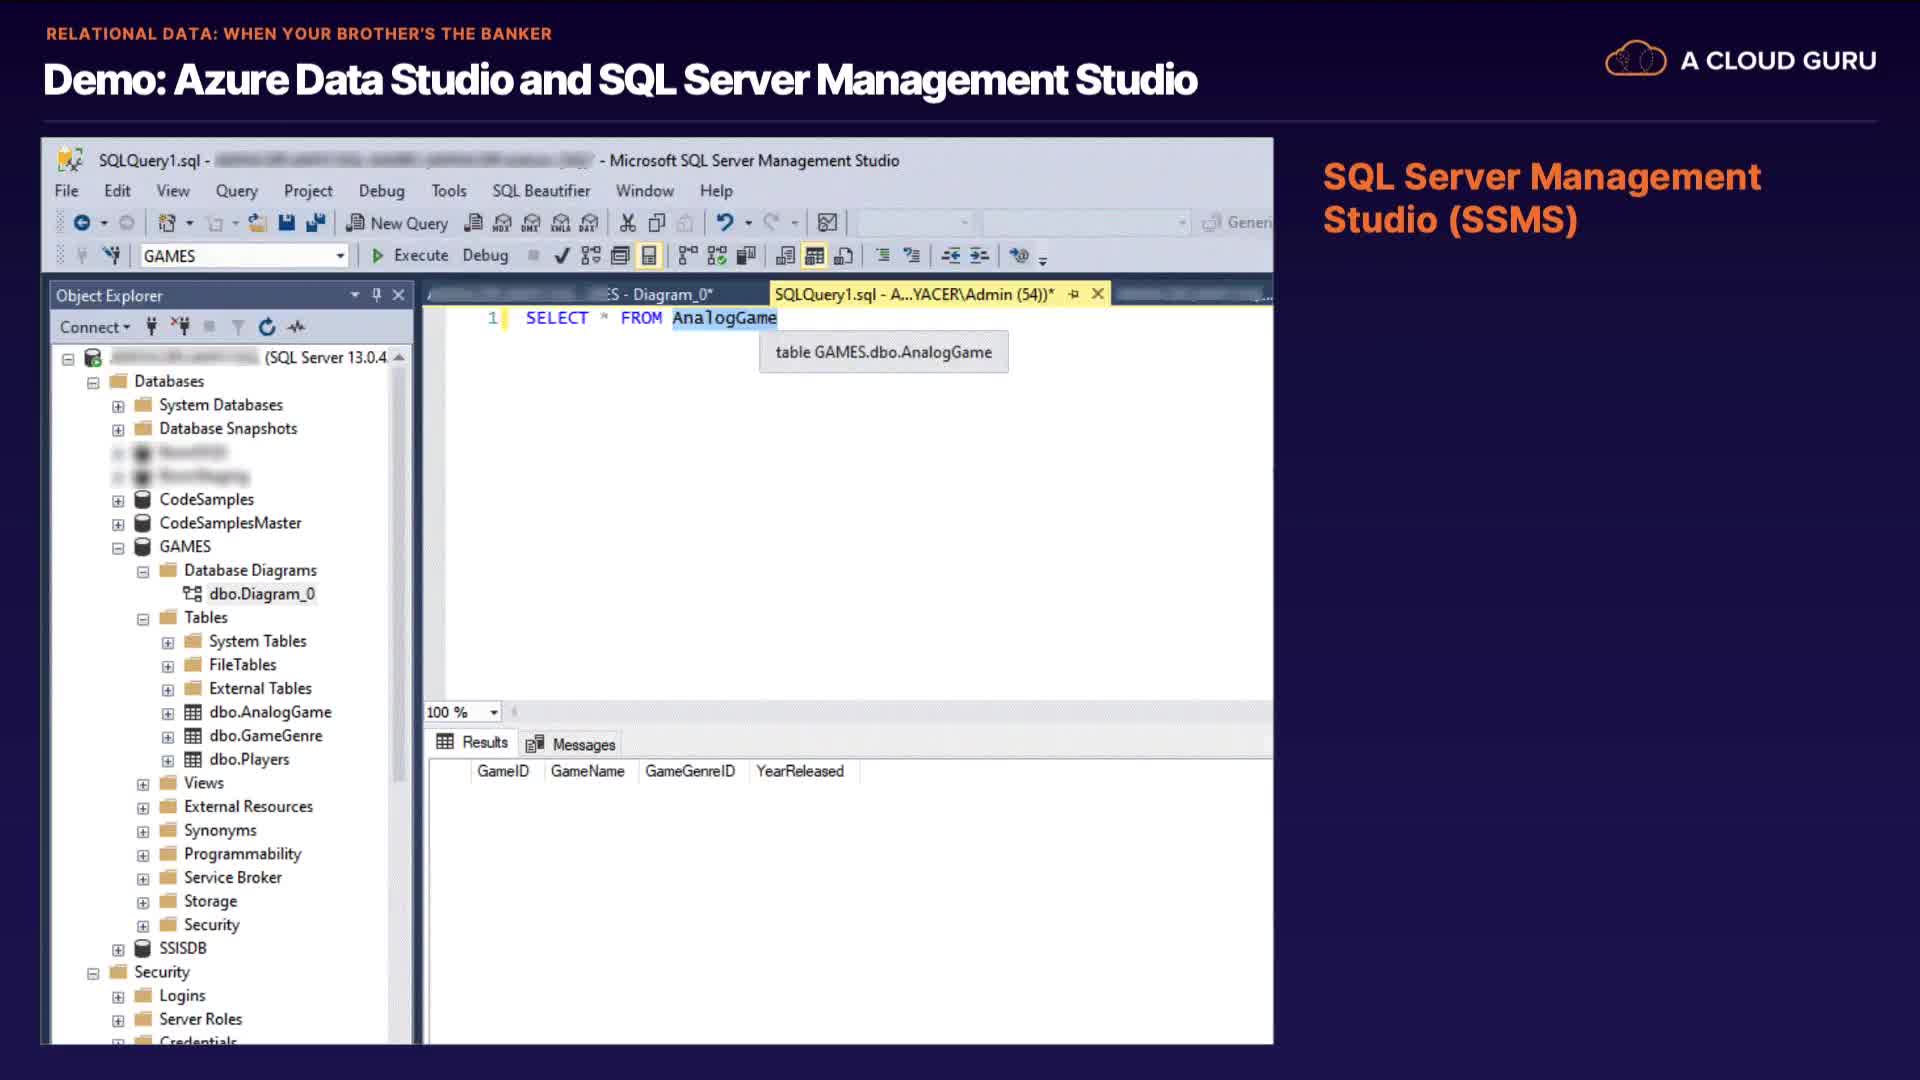 RELATIONAL DATA: WHEN YOUR BROTHER'S THE BANKER
Demo: Azure Data Studio and SQL Server Management Studio
A CLOUD GURU
SQLQuery1.sql - - Microsoft SQL Server Management Studio
File Edit View Query Project Debug Tools SQL Beautifier Window Help
New Query MDX DMX XMLA DAX Generi
GAMES Execute Debug
Object Explorer
Connect
(SQL Server 13.0.4
Databases
System Databases
Database Snapshots
CodeSamples
CodeSamplesMaster
GAMES
Database Diagrams
dbo.Diagram_0
Tables
System Tables
FileTables
External Tables
dbo.AnalogGame
dbo.GameGenre
dbo.Players
Views
External Resources
Synonyms
Programmability
Service Broker
Storage
Security
SSISDB
Security
Logins
Server Roles
Credentials
ES - Diagram_0*
SQLQuery1.sql - A...YACER\Admin (54))*
...
1 SELECT * FROM AnalogGame
table GAMES.dbo.AnalogGame
100 %
Results Messages
GameID GameName GameGenreID YearReleased
SQL Server Management
Studio (SSMS)